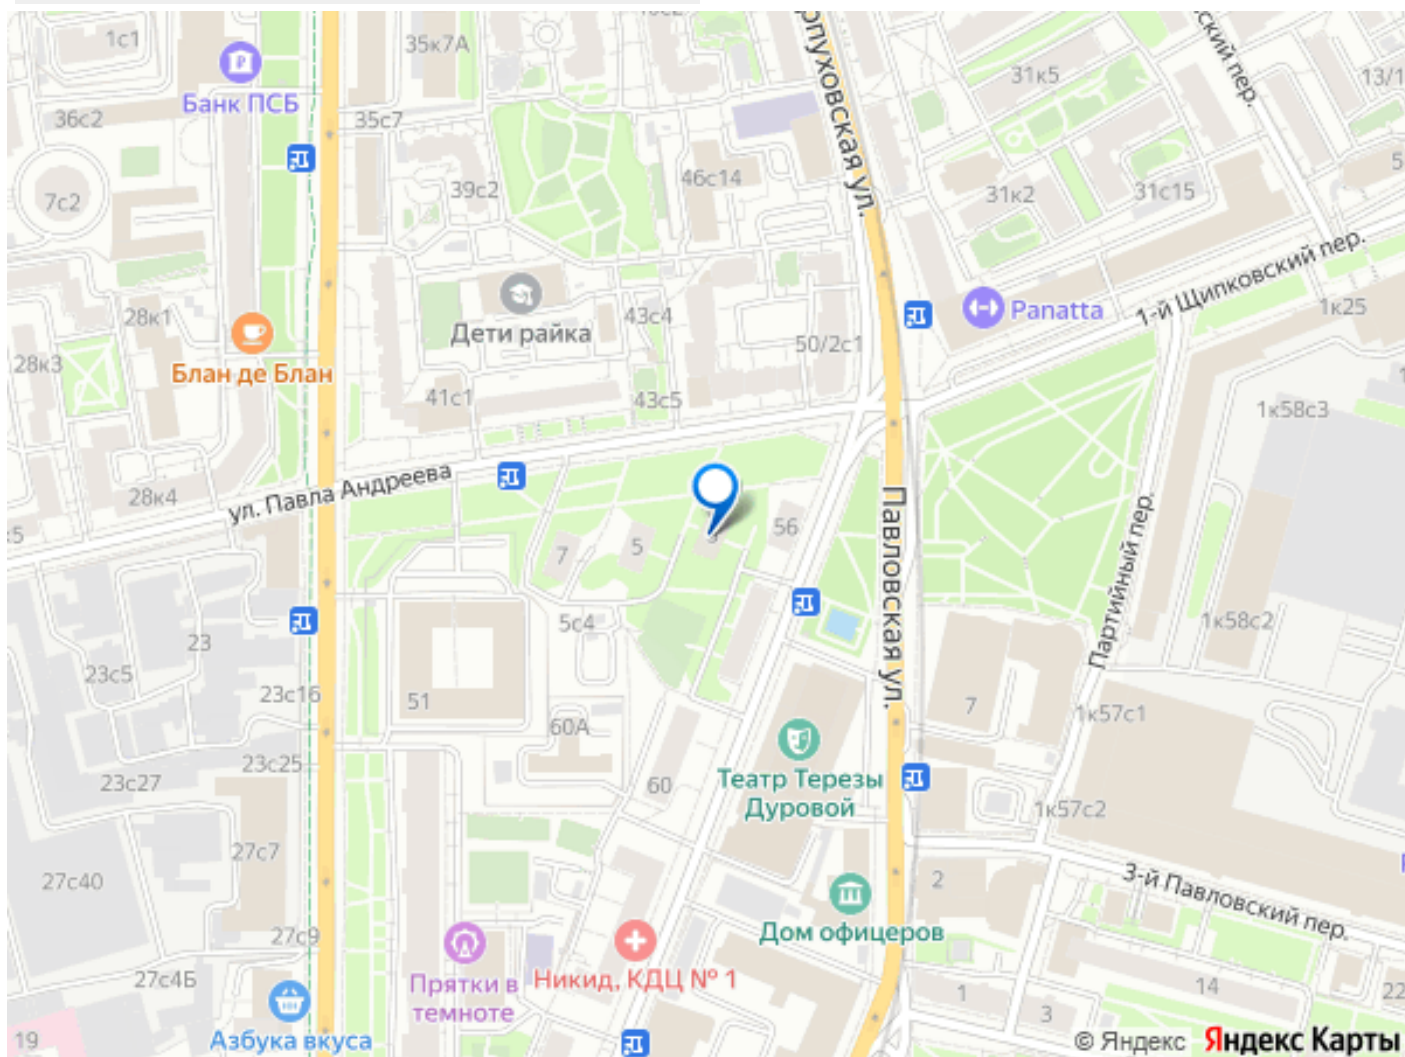 1с1
35к7А
Банк ПСБ
36с2
35с7
31к5
13/1
39с2
46с14
7с2
31к2
31с15
Дети райка
28к1
43с4
50/2с1
Panatta
1-й Щипковский пер.
1к25
28к3
Блан де Блан
41с1
43с5
1к58с3
28к4
ул. Павла Андреева
7
5
56
Павловская ул.
Партийный пер.
5с4
1к58с2
23
23с5
23с16
51
60А
7
1к57с1
23с25
23с27
60
Театр Терезы
Дуровой
1к57с2
27с7
27с40
2
3-й Павловский пер.
27с9
Дом офицеров
27с4Б
Прятки в
темноте
Никид, КДЦ № 1
1
14
22
3
19
Азбука вкуса
© Яндекс Яндекс Карты